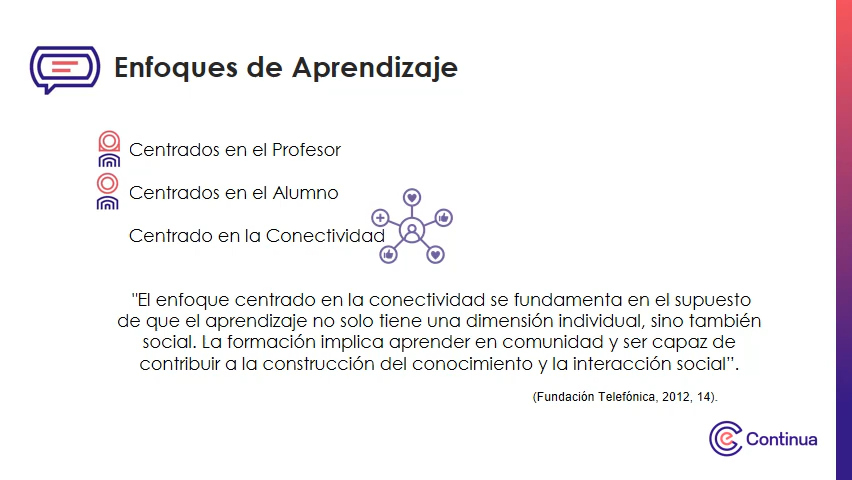 Enfoques de Aprendizaje
Centrados en el Profesor
Centrados en el Alumno
Centrado en la Conectividad
"El enfoque centrado en la conectividad se fundamenta en el supuesto
de que el aprendizaje no solo tiene una dimensión individual, sino también
social. La formación implica aprender en comunidad y ser capaz de
contribuir a la construcción del conocimiento y la interacción social”.
(Fundación Telefónica, 2012, 14).
e Continua